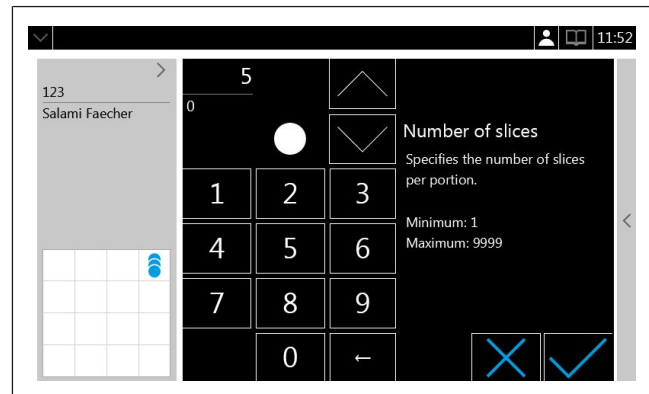 11:52
123
Salami Faecher
5
0
1 2 3
4 5 6
7 8 9
0 ←
Number of slices
Specifies the number of slices
per portion.
Minimum: 1
Maximum: 9999